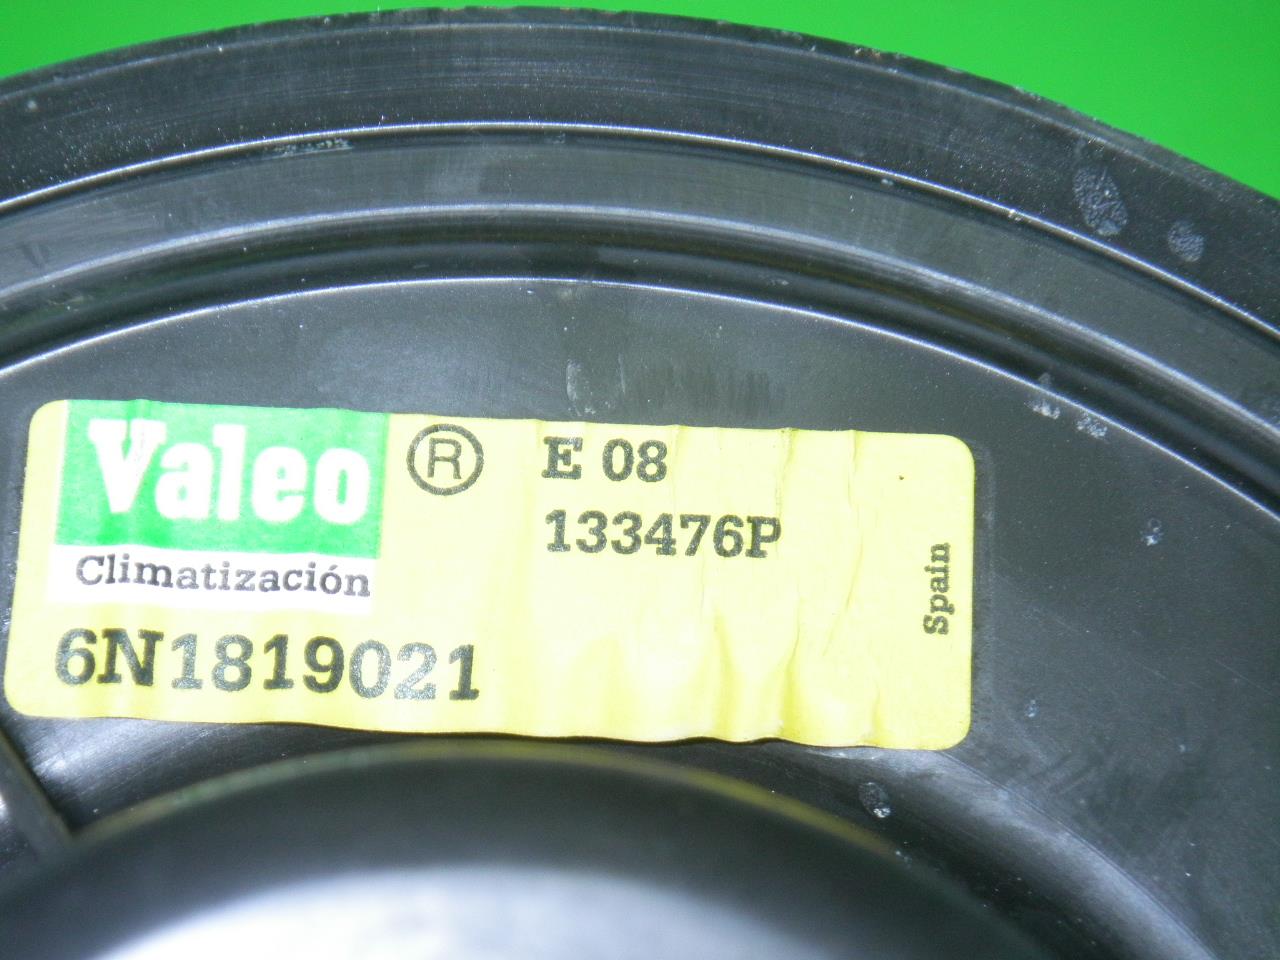 Valeo ®
Climatización
6N1819021
E 08
133476P
Spain